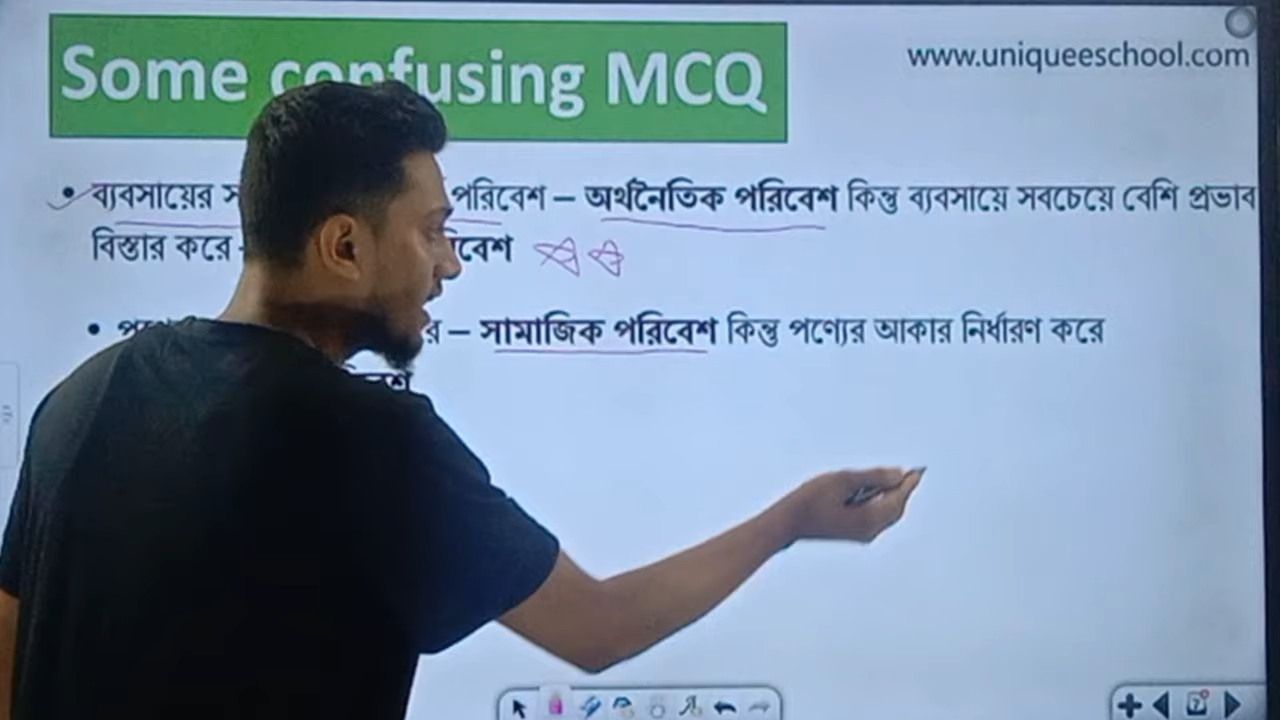 Some confusing MCQ
www.uniqueeschool.com
• ব্যবসায়ের পরিবেশ – অর্থনৈতিক পরিবেশ কিন্তু ব্যবসায়ে সবচেয়ে বেশি প্রভাব
বিস্তার করে -
• – সামাজিক পরিবেশ কিন্তু পণ্যের আকার নির্ধারণ করে